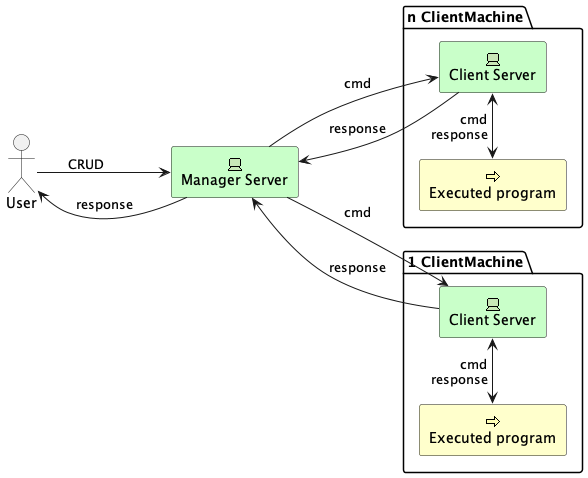 n ClientMachine
Client Server
cmd
response
Executed program
cmd
response
User
CRUD
response
Manager Server
cmd
response
1 ClientMachine
Client Server
cmd
response
Executed program